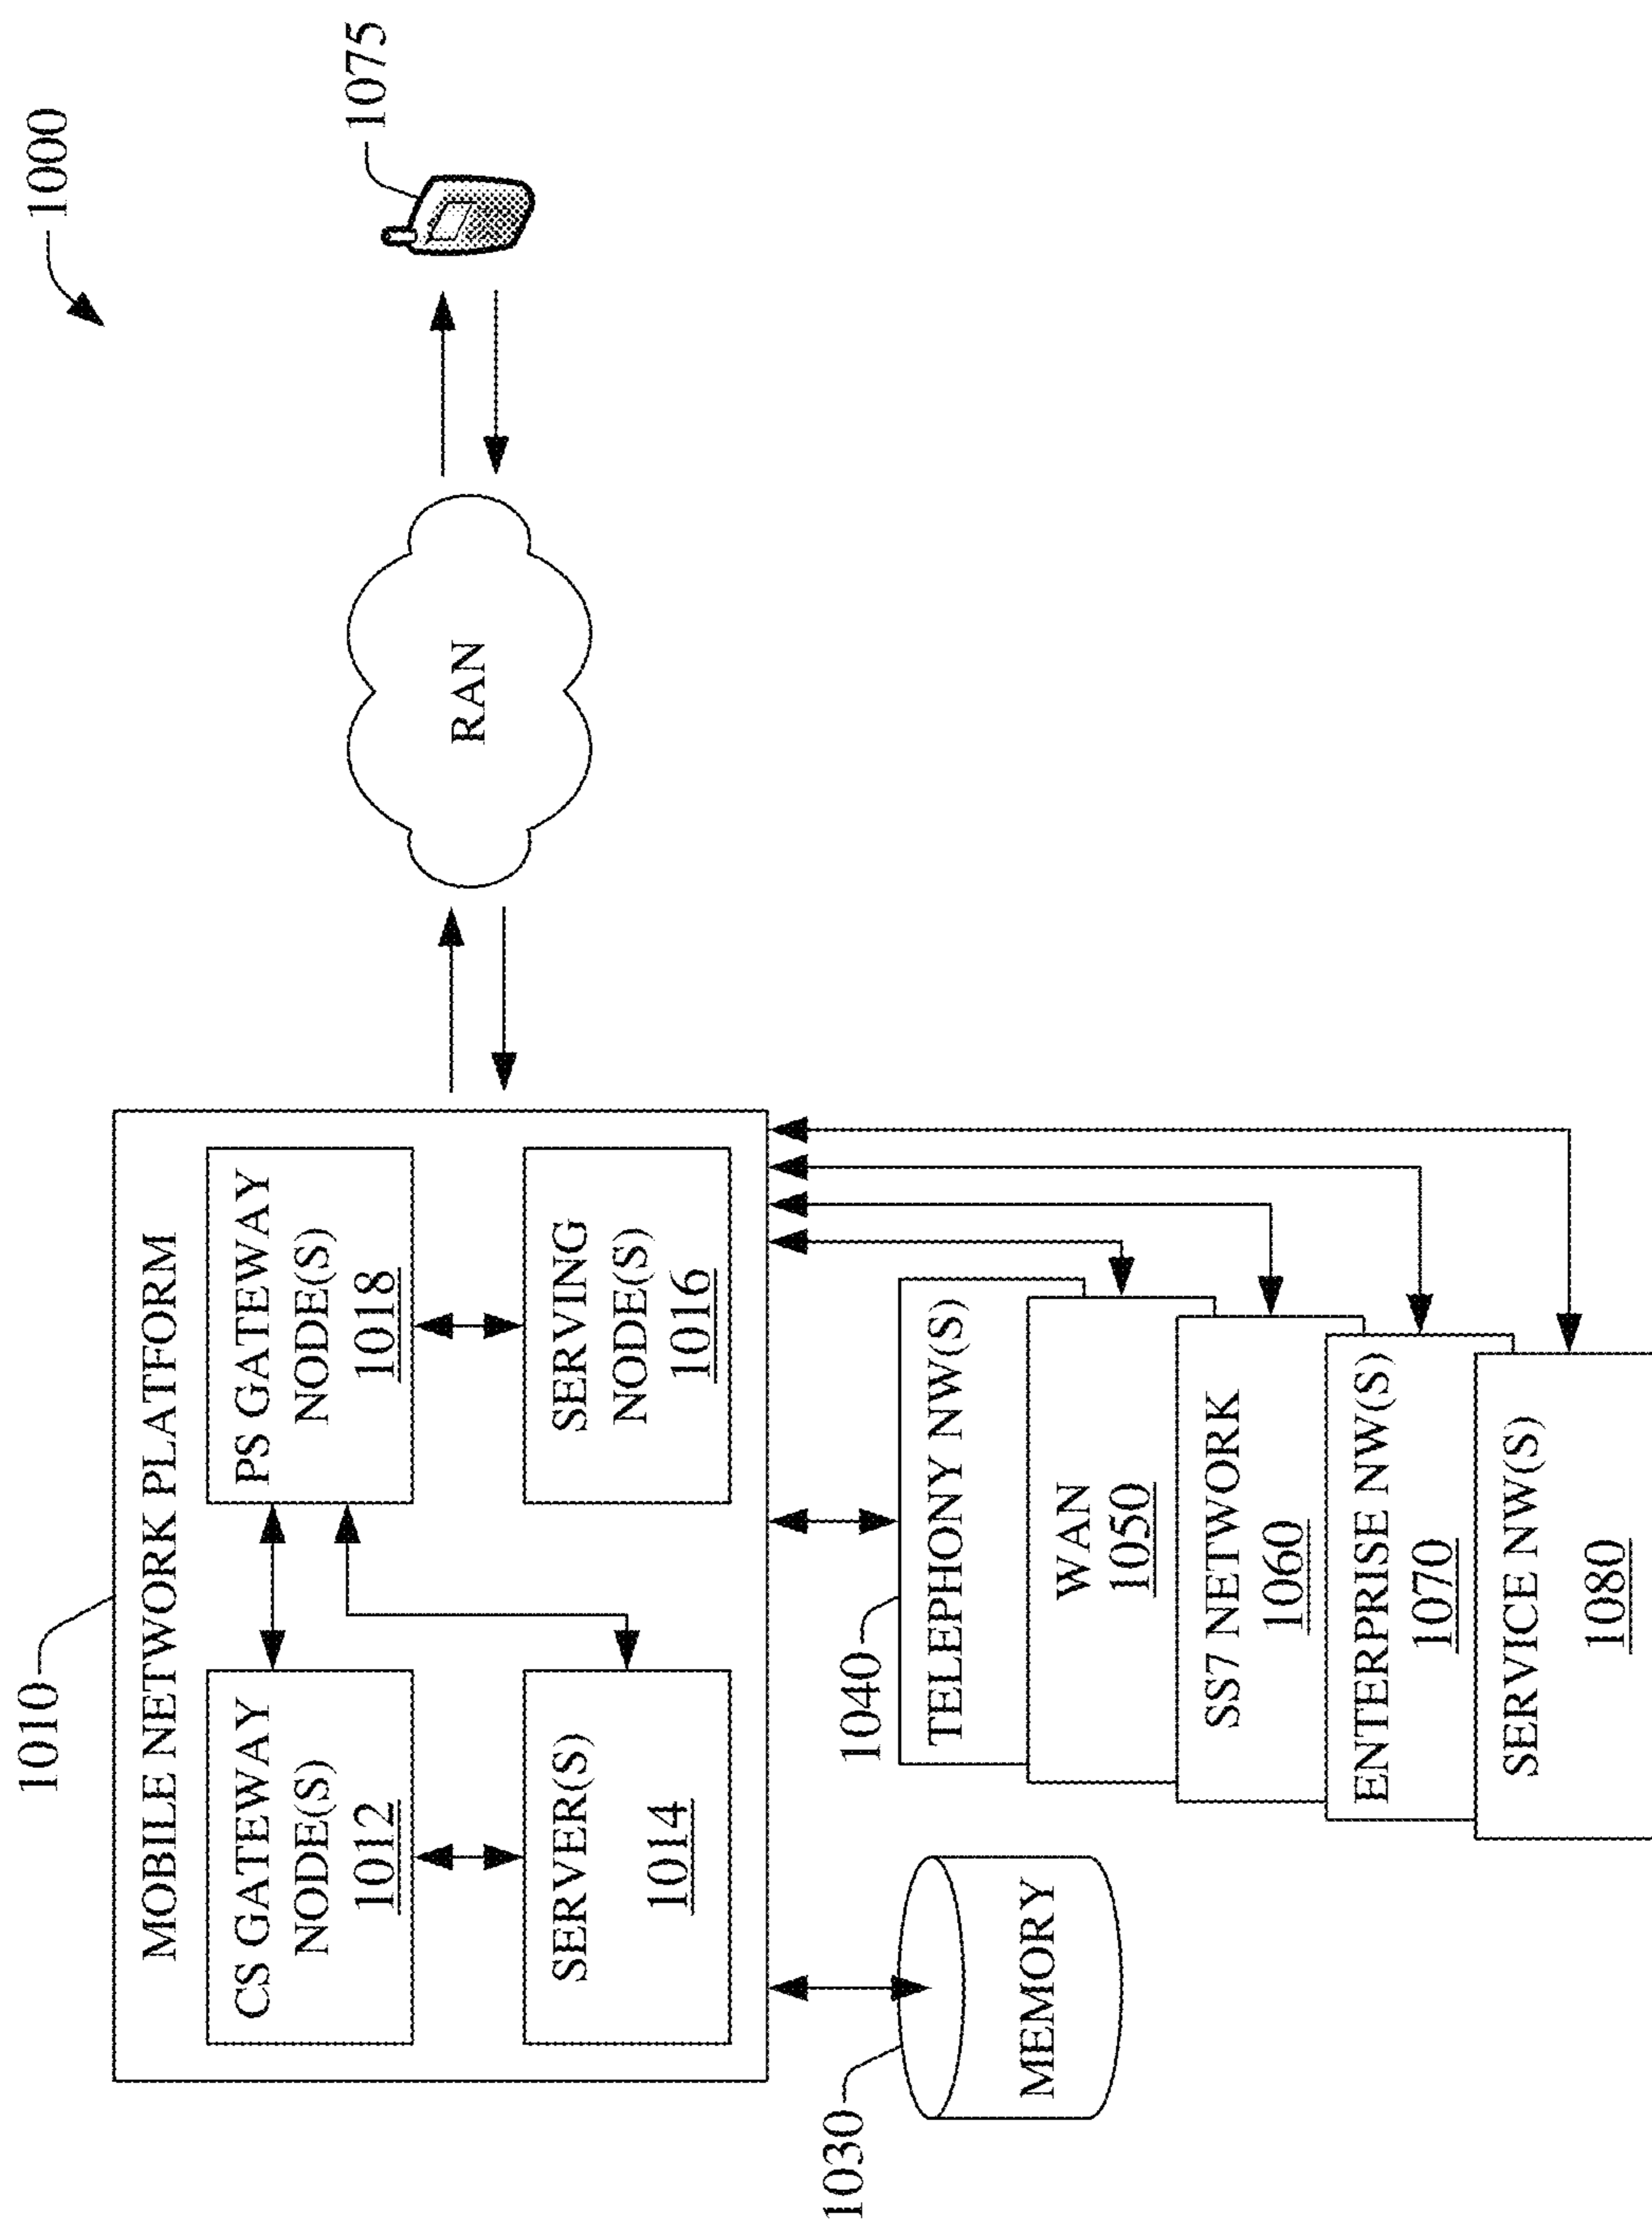 1000
1010
MOBILE NETWORK PLATFORM
CS GATEWAY
NODE(S)
1012
PS GATEWAY
NODE(S)
1018
SERVER(S)
1014
SERVING
NODE(S)
1016
RAN
1075
1030
MEMORY
1040
TELEPHONY NW(S)
WAN
1050
SS7 NETWORK
1060
ENTERPRISE NW(S)
1070
SERVICE NW(S)
1080